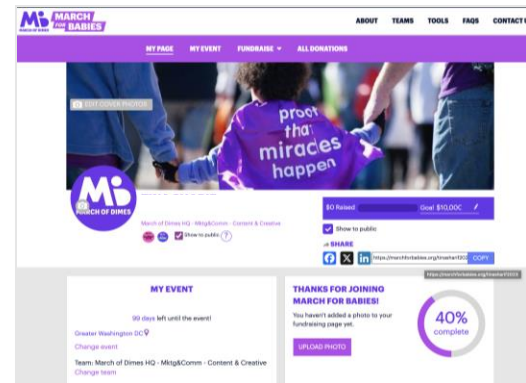 MARCH OF DIMES
MARCH FOR BABIES
ABOUT TEAMS TOOLS FAQS CONTACT
MY PAGE MY EVENT FUNDRAISE ALL DONATIONS
EDIT COVER PHOTOS
proof
that
miracles
happen
MARCH OF DIMES
March of Dimes HQ - Mktg&Comm - Content & Creative
Show to public ?
$0 Raised Goal $10,000
Show to public
SHARE
COPY
MY EVENT
99 days left until the event!
Greater Washington DC
Change event
Team: March of Dimes HQ - Mktg&Comm - Content & Creative
Change team
THANKS FOR JOINING
MARCH FOR BABIES!
You haven't added a photo to your
fundraising page yet.
UPLOAD PHOTO
40%
complete